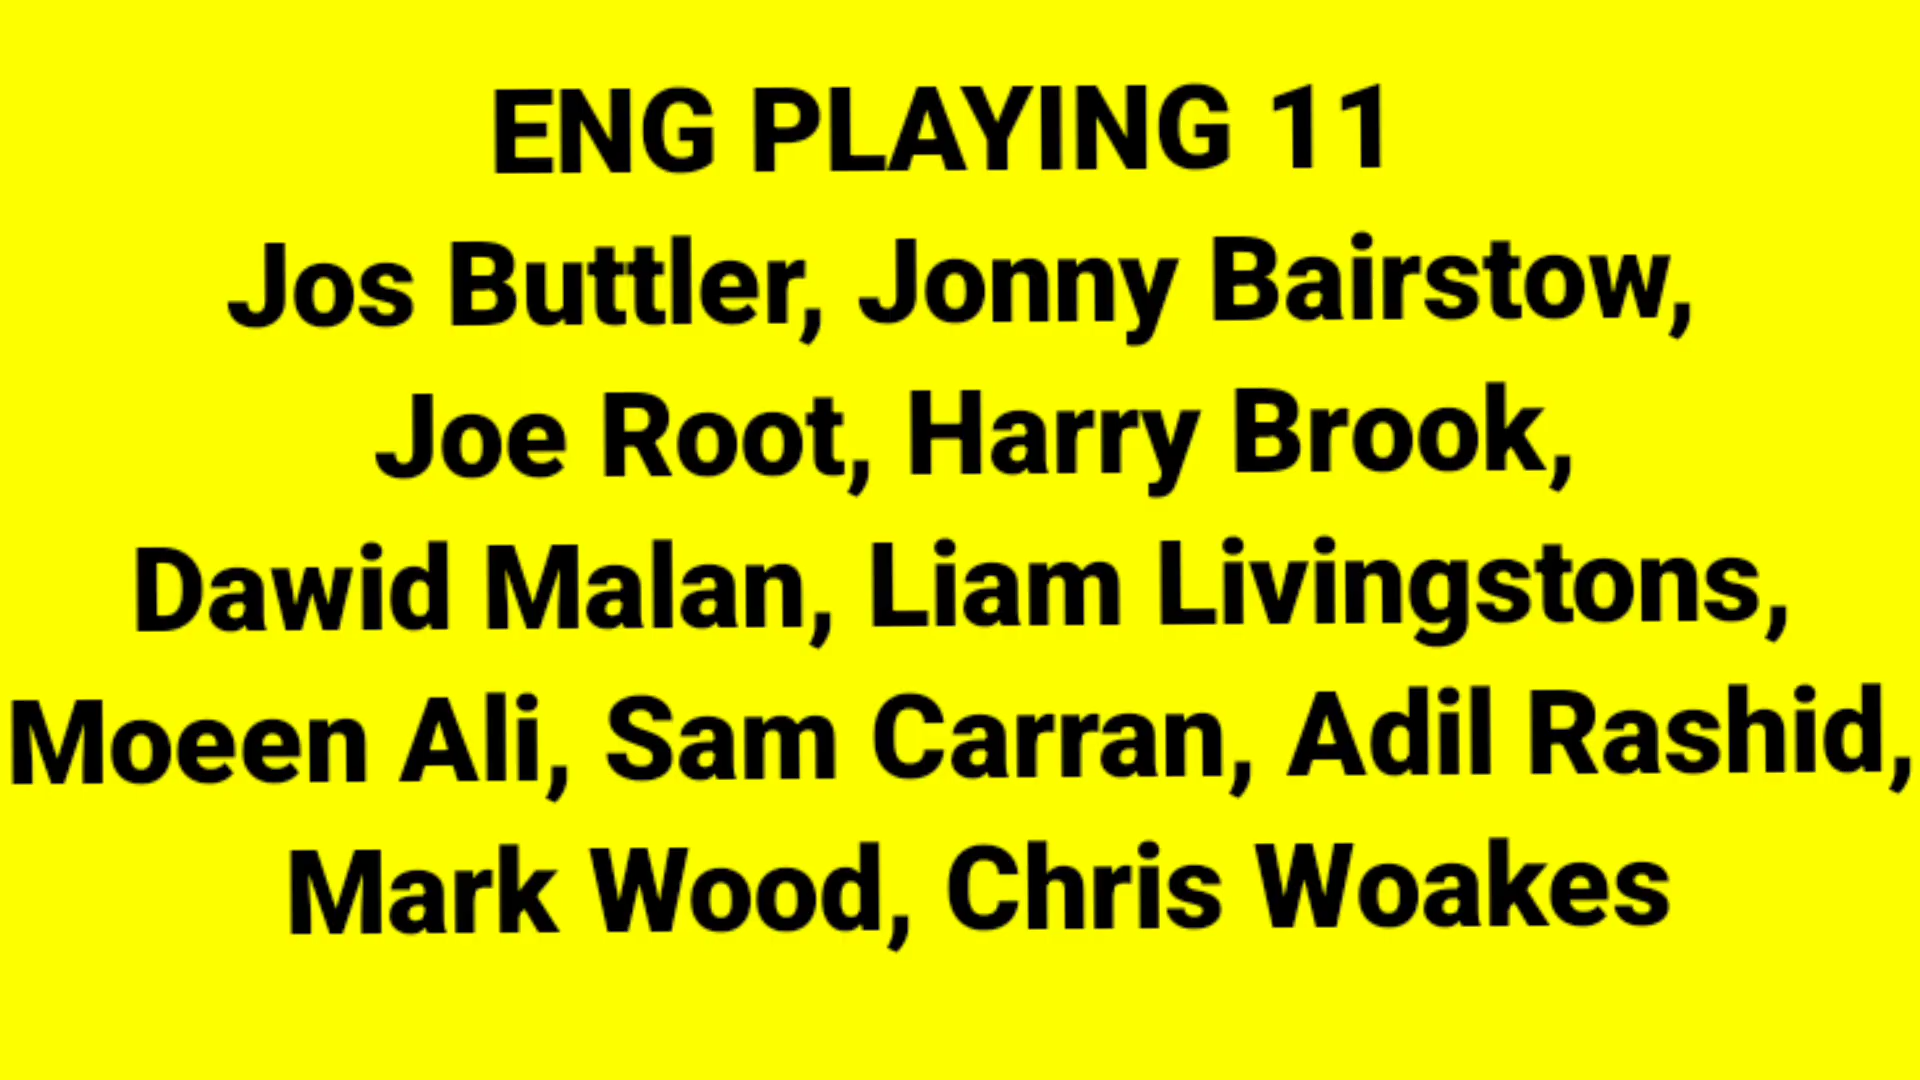 ENG PLAYING 11
Jos Buttler, Jonny Bairstow,
Joe Root, Harry Brook,
Dawid Malan, Liam Livingstons,
Moeen Ali, Sam Carran, Adil Rashid,
Mark Wood, Chris Woakes